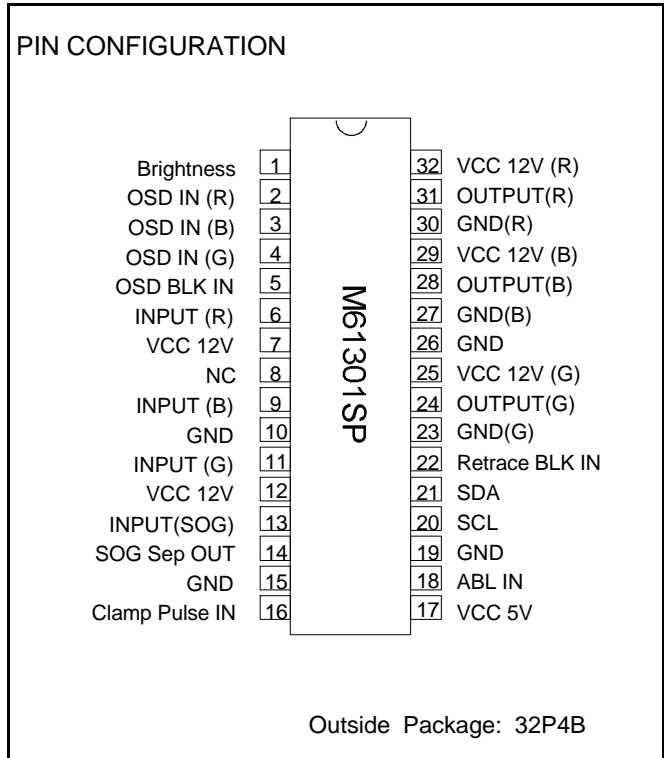 PIN CONFIGURATION
Brightness 1
OSD IN (R) 2
OSD IN (B) 3
OSD IN (G) 4
OSD BLK IN 5
INPUT (R) 6
VCC 12V 7
NC 8
INPUT (B) 9
GND 10
INPUT (G) 11
VCC 12V 12
INPUT(SOG) 13
SOG Sep OUT 14
GND 15
Clamp Pulse IN 16
M61301SP
32 VCC 12V (R)
31 OUTPUT(R)
30 GND(R)
29 VCC 12V (B)
28 OUTPUT(B)
27 GND(B)
26 GND
25 VCC 12V (G)
24 OUTPUT(G)
23 GND(G)
22 Retrace BLK IN
21 SDA
20 SCL
19 GND
18 ABL IN
17 VCC 5V
Outside Package: 32P4B